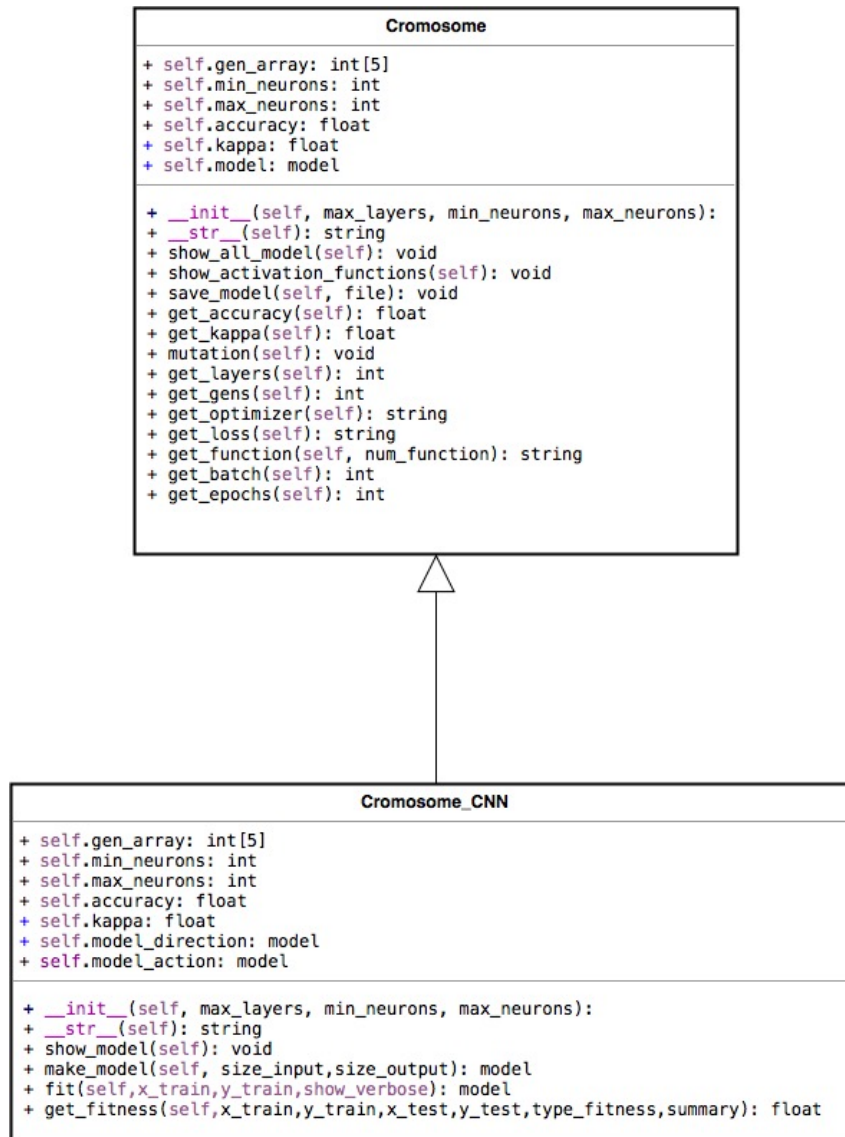 Cromosome
+ self.gen_array: int[5]
+ self.min_neurons: int
+ self.max_neurons: int
+ self.accuracy: float
+ self.kappa: float
+ self.model: model
+ __init__(self, max_layers, min_neurons, max_neurons):
+ __str__(self): string
+ show_all_model(self): void
+ show_activation_functions(self): void
+ save_model(self, file): void
+ get_accuracy(self): float
+ get_kappa(self): float
+ mutation(self): void
+ get_layers(self): int
+ get_gens(self): int
+ get_optimizer(self): string
+ get_loss(self): string
+ get_function(self, num_function): string
+ get_batch(self): int
+ get_epochs(self): int
Cromosome_CNN
+ self.gen_array: int[5]
+ self.min_neurons: int
+ self.max_neurons: int
+ self.accuracy: float
+ self.kappa: float
+ self.model_direction: model
+ self.model_action: model
+ __init__(self, max_layers, min_neurons, max_neurons):
+ __str__(self): string
+ show_model(self): void
+ make_model(self, size_input,size_output): model
+ fit(self,x_train,y_train,show_verbose): model
+ get_fitness(self,x_train,y_train,x_test,y_test,type_fitness,summary): float